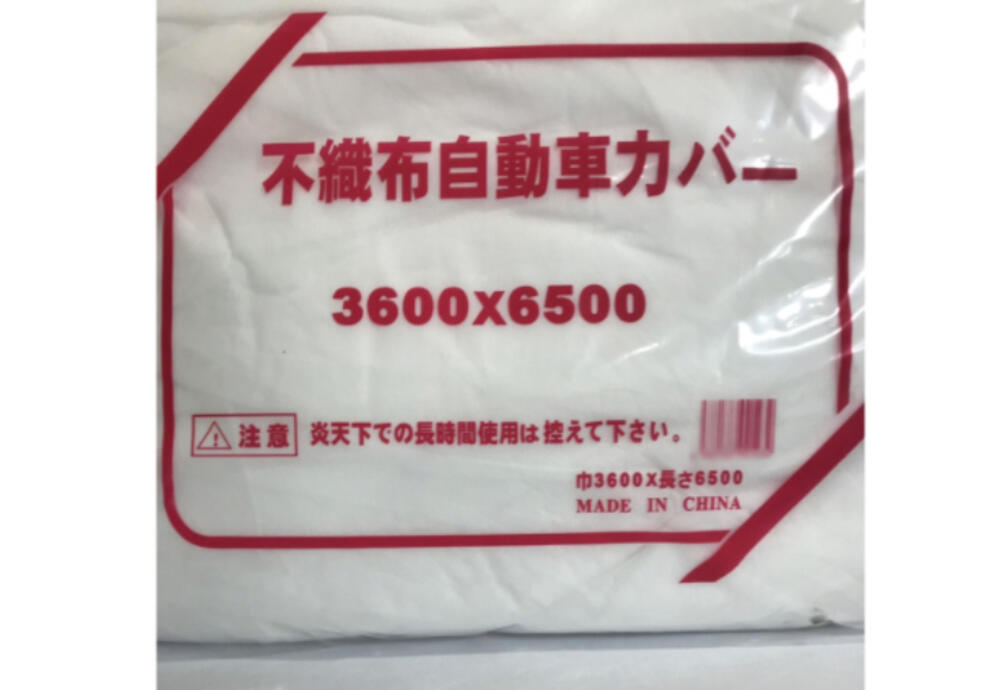 不織布自動車カバー
3600X6500
注意 炎天下での長時間使用は控えて下さい。
巾3600X長さ6500
MADE IN CHINA